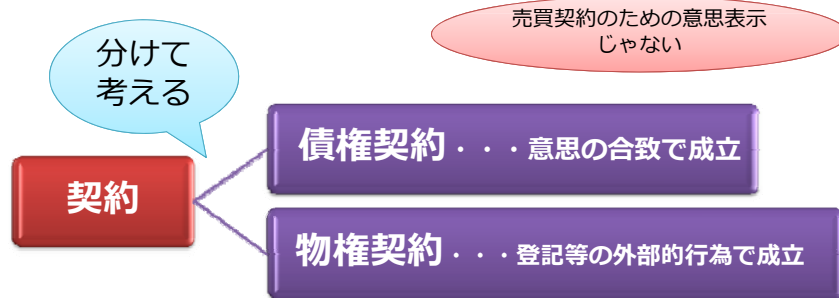 売買契約のための意思表示
じゃない
分けて
考える
債権契約・・・意思の合致で成立
契約
物権契約・・・登記等の外部的行為で成立